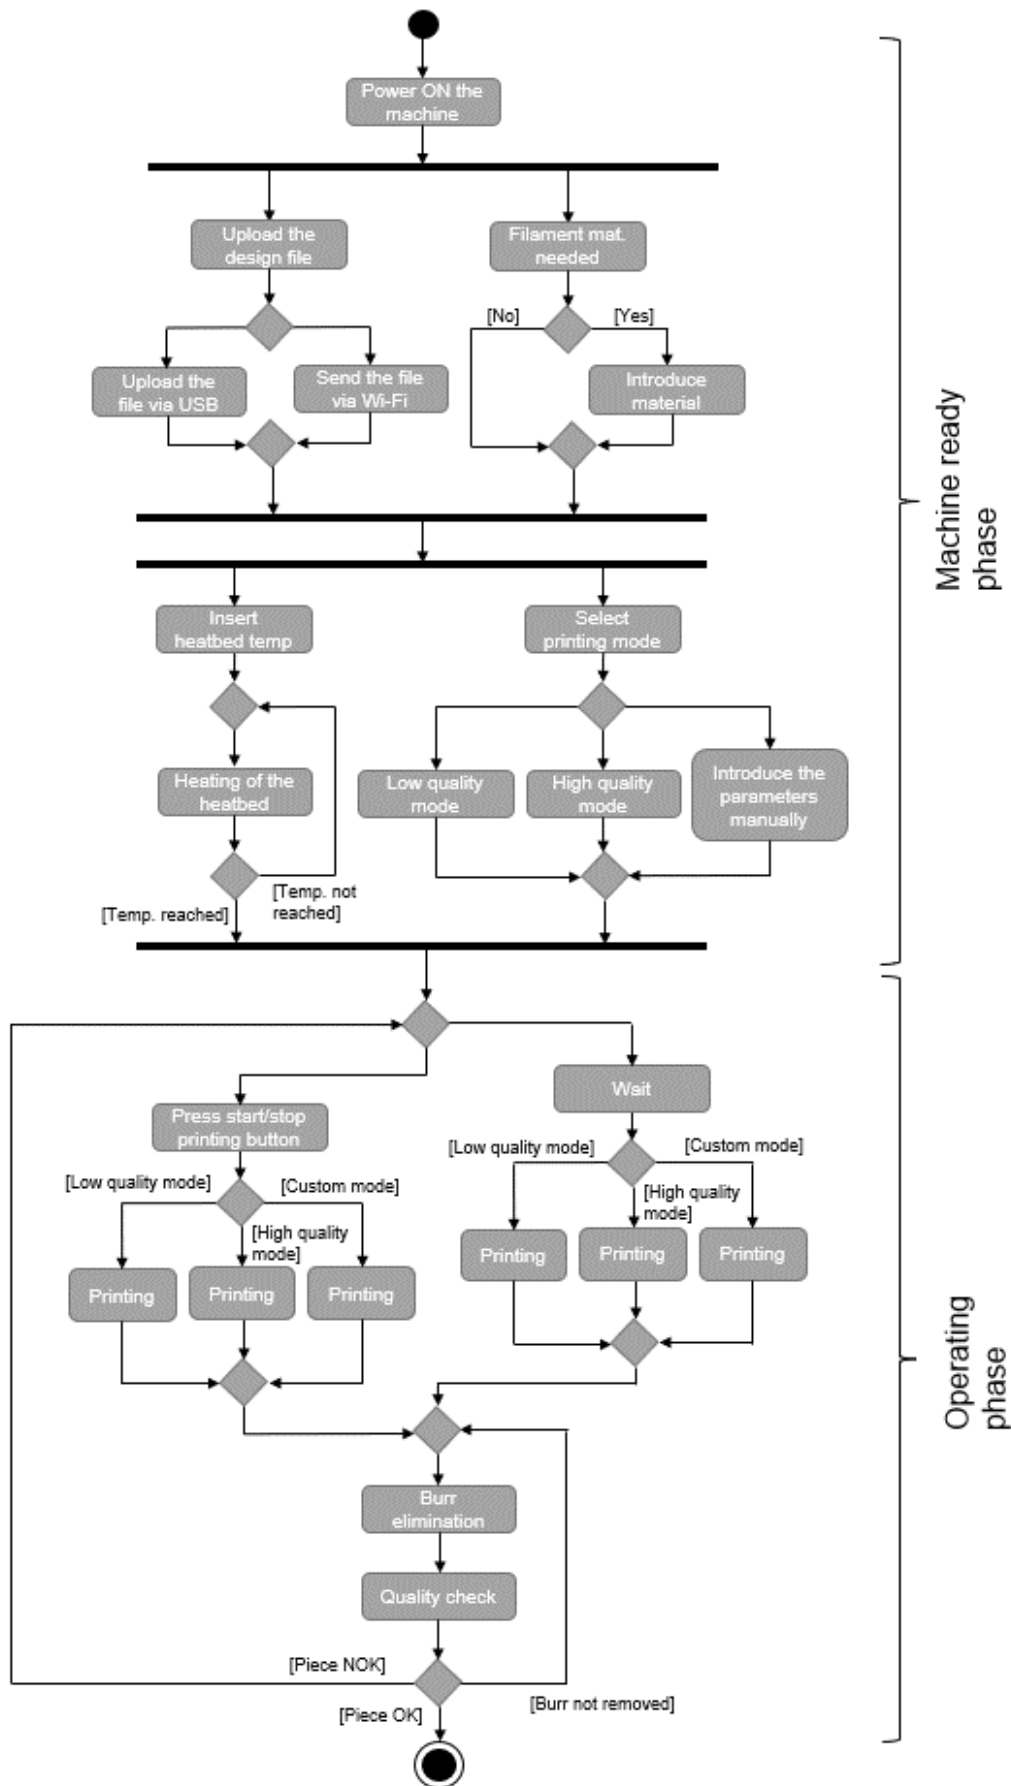 Power ON the
machine
Upload the
design file
Filament mat.
needed
[No]
[Yes]
Upload the
file via USB
Send the file
via Wi-Fi
Introduce
material
Machine ready
phase
Insert
heatbed temp
Select
printing mode
Heating of the
heatbed
Low quality
mode
High quality
mode
Introduce the
parameters
manually
[Temp. reached]
[Temp. not
reached]
Wait
Press start/stop
printing button
[Low quality mode]
[Custom mode]
[High quality
mode]
[Low quality mode]
[Custom mode]
[High quality
mode]
Printing
Printing
Printing
Printing
Printing
Printing
Operating
phase
Burr
elimination
Quality check
[Piece NOK]
[Burr not removed]
[Piece OK]